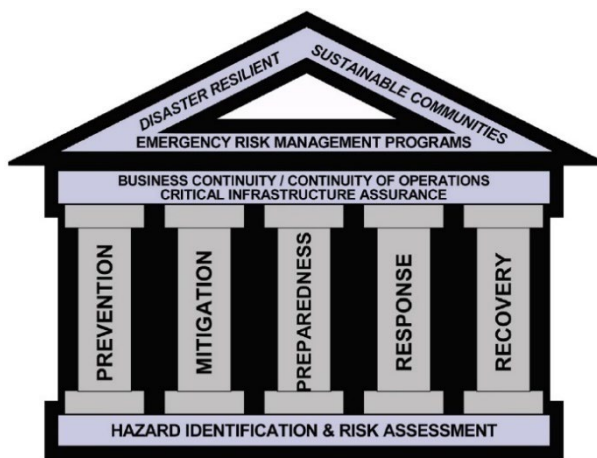 DISASTER RESILIENT
SUSTAINABLE COMMUNITIES
EMERGENCY RISK MANAGEMENT PROGRAMS
BUSINESS CONTINUITY / CONTINUITY OF OPERATIONS
CRITICAL INFRASTRUCTURE ASSURANCE
PREVENTION
MITIGATION
PREPAREDNESS
RESPONSE
RECOVERY
HAZARD IDENTIFICATION & RISK ASSESSMENT